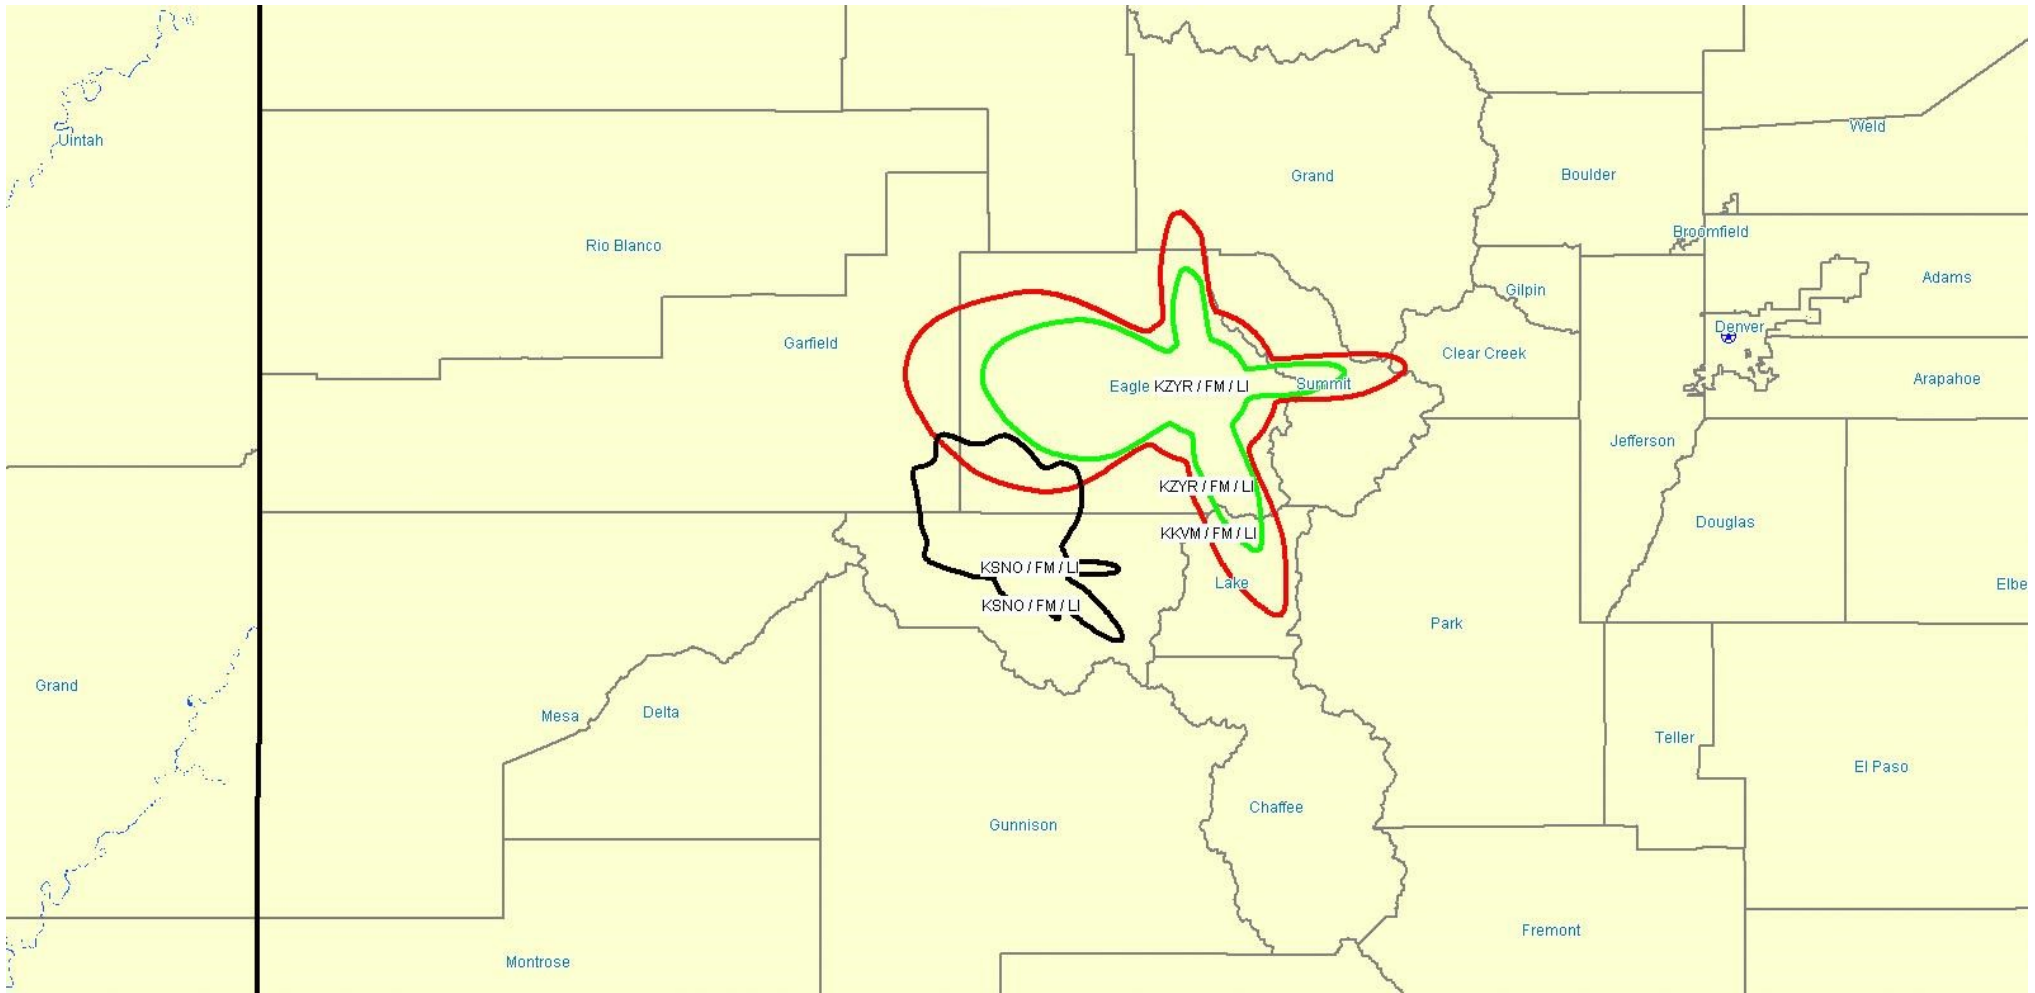 Weld
Uintah
Grand
Boulder
Broomfield
Rio Blanco
Adams
Gilpin
Denver
Garfield
Clear Creek
Arapahoe
Eagle
KZYR / FM / LI
Summit
Jefferson
KZYR / FM / LI
Douglas
KKVM / FM / LI
KSNO / FM / LI
Lake
Elbe
KSNO / FM / LI
Park
Grand
Mesa
Delta
Teller
El Paso
Chaffee
Gunnison
Fremont
Montrose